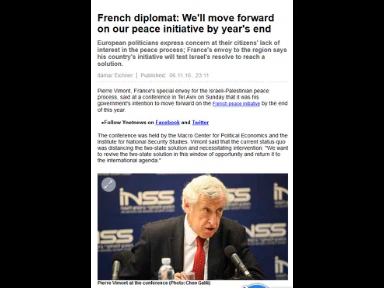 French diplomat: We'll move forward
on our peace initiative by year's end
European politicians express concern at their citizens' lack of
interest in the peace process; France's envoy to the region says
his country's initiative will test Israel's resolve to reach a
solution.
Itamar Eichner | Published: 06.11.16, 23:11
Pierre Vimont, France's special envoy for the Israeli-Palestinian peace
process, said at a conference in Tel Aviv on Sunday that it was his
government's intention to move forward on the French peace initiative by the end
of this year.
•Follow Ynetnews on Facebook and Twitter
The conference was held by the Macro Center for Political Economics and the
Institute for National Security Studies. Vimont said that the current status quo
was distancing the two-state solution and necessitating intervention. "We want
to revive the two-state solution in this window of opportunity and return it to
the international agenda."
INSS
INSS
INSS
Pierre Vimont at the conference (Photo: Chen Galili)